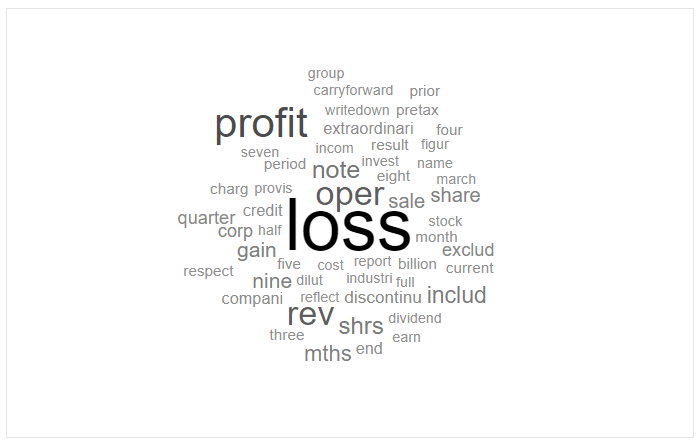 group
carryforward prior
profit writedown pretax
extraordinari four
seven incom result figur
period note invest name
eight march
charg provis oper sale share
quarter credit loss stock
corp half month
gain exclud
respect five cost report billion current
nine dilut industri full
compani reflect discontinu includ
rev shrs dividend
three earn
mths end